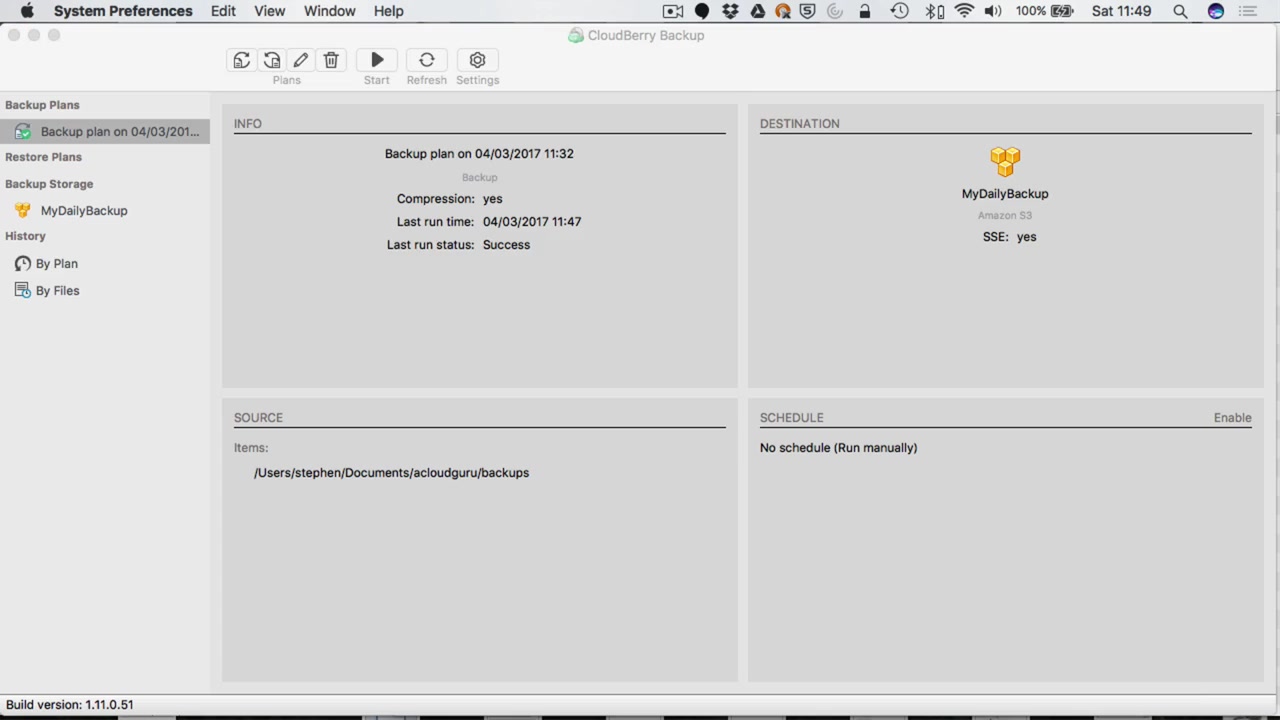 System Preferences Edit View Window Help 100% Sat 11:49
CloudBerry Backup
Plans Start Refresh Settings
Backup Plans
Backup plan on 04/03/201...
Restore Plans
Backup Storage
MyDailyBackup
History
By Plan
By Files
INFO
Backup plan on 04/03/2017 11:32
Backup
Compression: yes
Last run time: 04/03/2017 11:47
Last run status: Success
DESTINATION
MyDailyBackup
Amazon S3
SSE: yes
SOURCE
Items:
/Users/stephen/Documents/acloudguru/backups
SCHEDULE Enable
No schedule (Run manually)
Build version: 1.11.0.51